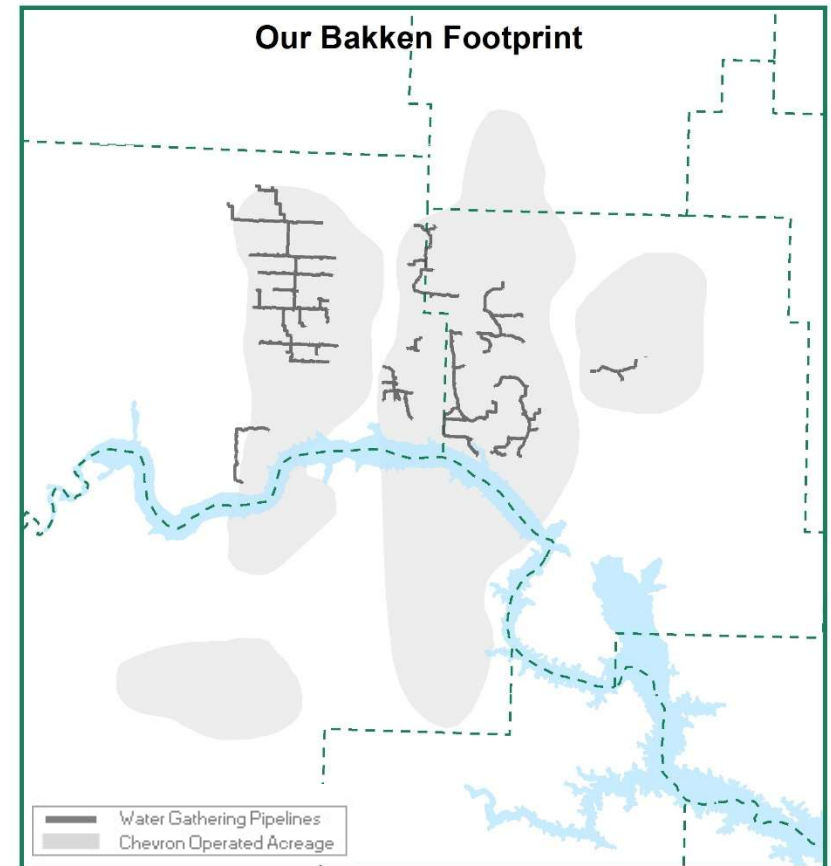 Our Bakken Footprint
Water Gathering Pipelines
Chevron Operated Acreage